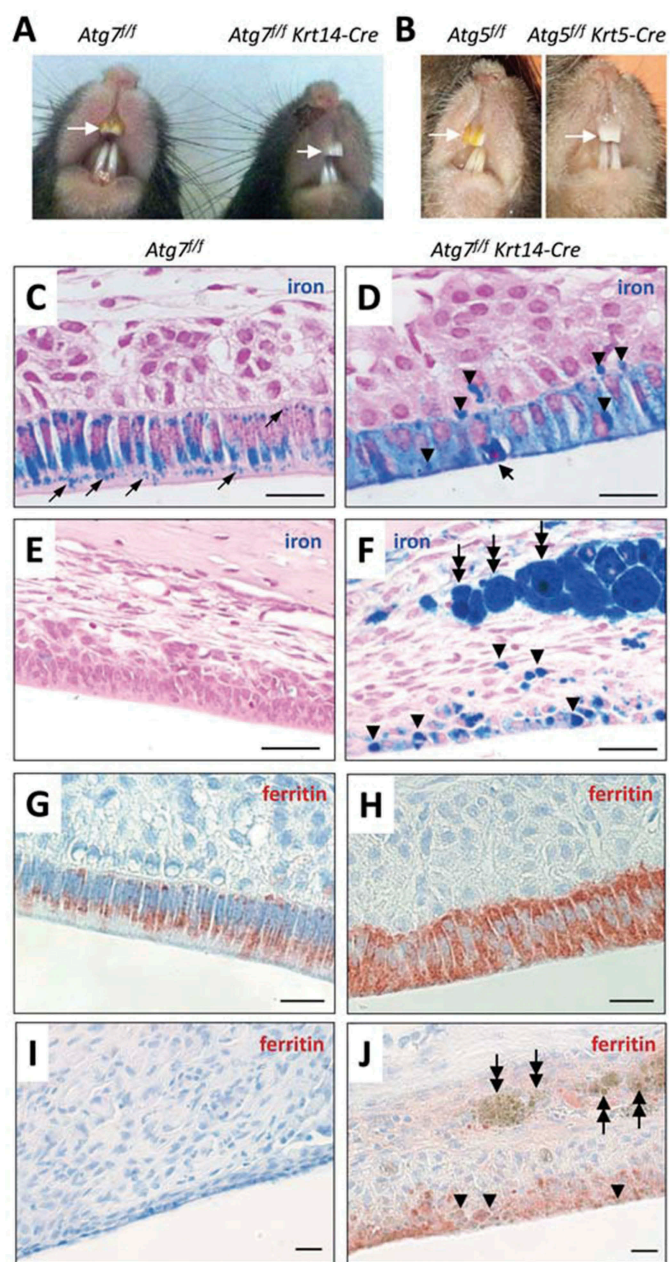 A Atg7f/f Atg7f/f Krt14-Cre B Atg5f/f Atg5f/f Krt5-Cre
Atg7f/f Atg7f/f Krt14-Cre
C iron D iron
E iron F iron
G ferritin H ferritin
I ferritin J ferritin